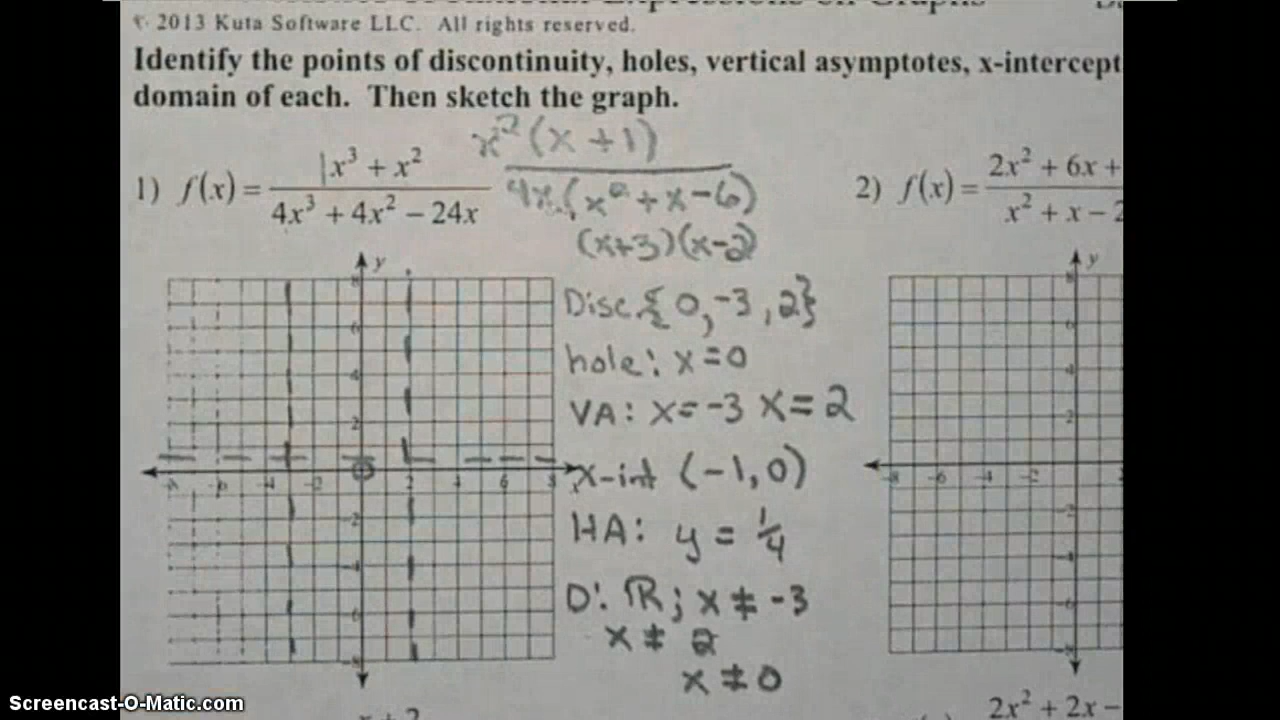 © 2013 Kuta Software LLC. All rights reserved.
Identify the points of discontinuity, holes, vertical asymptotes, x-intercept
domain of each. Then sketch the graph.
1) f(x) = |x³ + x² / 4x³ + 4x² − 24x
x²(x + 1) / 4x(x² + x − 6)
(x+3)(x−2)
Disc. {0, −3, 2}
hole: x = 0
VA: x = −3 x = 2
x-int (−1, 0)
HA: y = 1/4
D: ℝ; x ≠ −3
x ≠ 2
x ≠ 0
y
2) f(x) = 2x² + 6x + / x² + x − 2
y
2x² + 2x −
Screencast-O-Matic.com